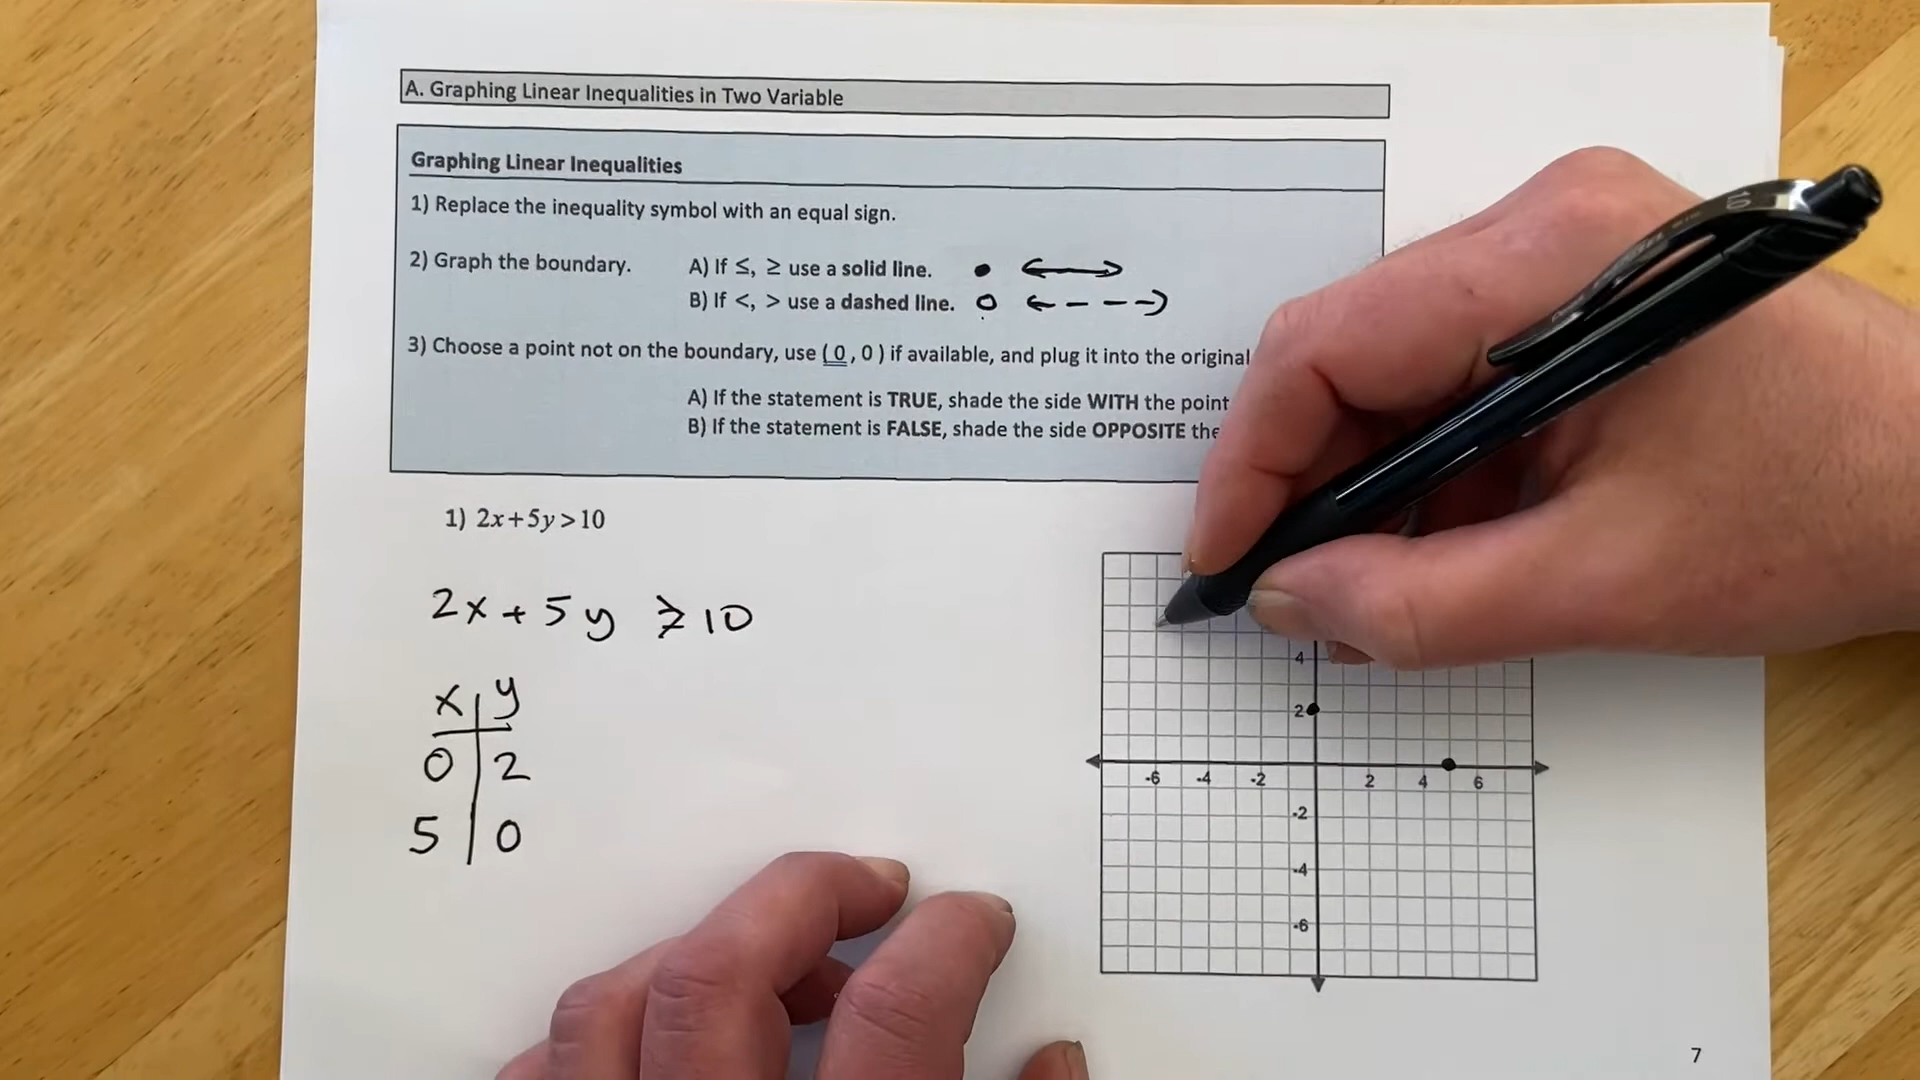 A. Graphing Linear Inequalities in Two Variable
Graphing Linear Inequalities
1) Replace the inequality symbol with an equal sign.
2) Graph the boundary. A) If ≤, ≥ use a solid line.
B) If <, > use a dashed line.
3) Choose a point not on the boundary, use ( 0 , 0 ) if available, and plug it into the original
A) If the statement is TRUE, shade the side WITH the point
B) If the statement is FALSE, shade the side OPPOSITE the
1) 2x+5y>10
2x + 5y ≥ 10
x y
0 2
5 0
4
2
-6 -4 -2 2 4 6
-2
-4
-6
7